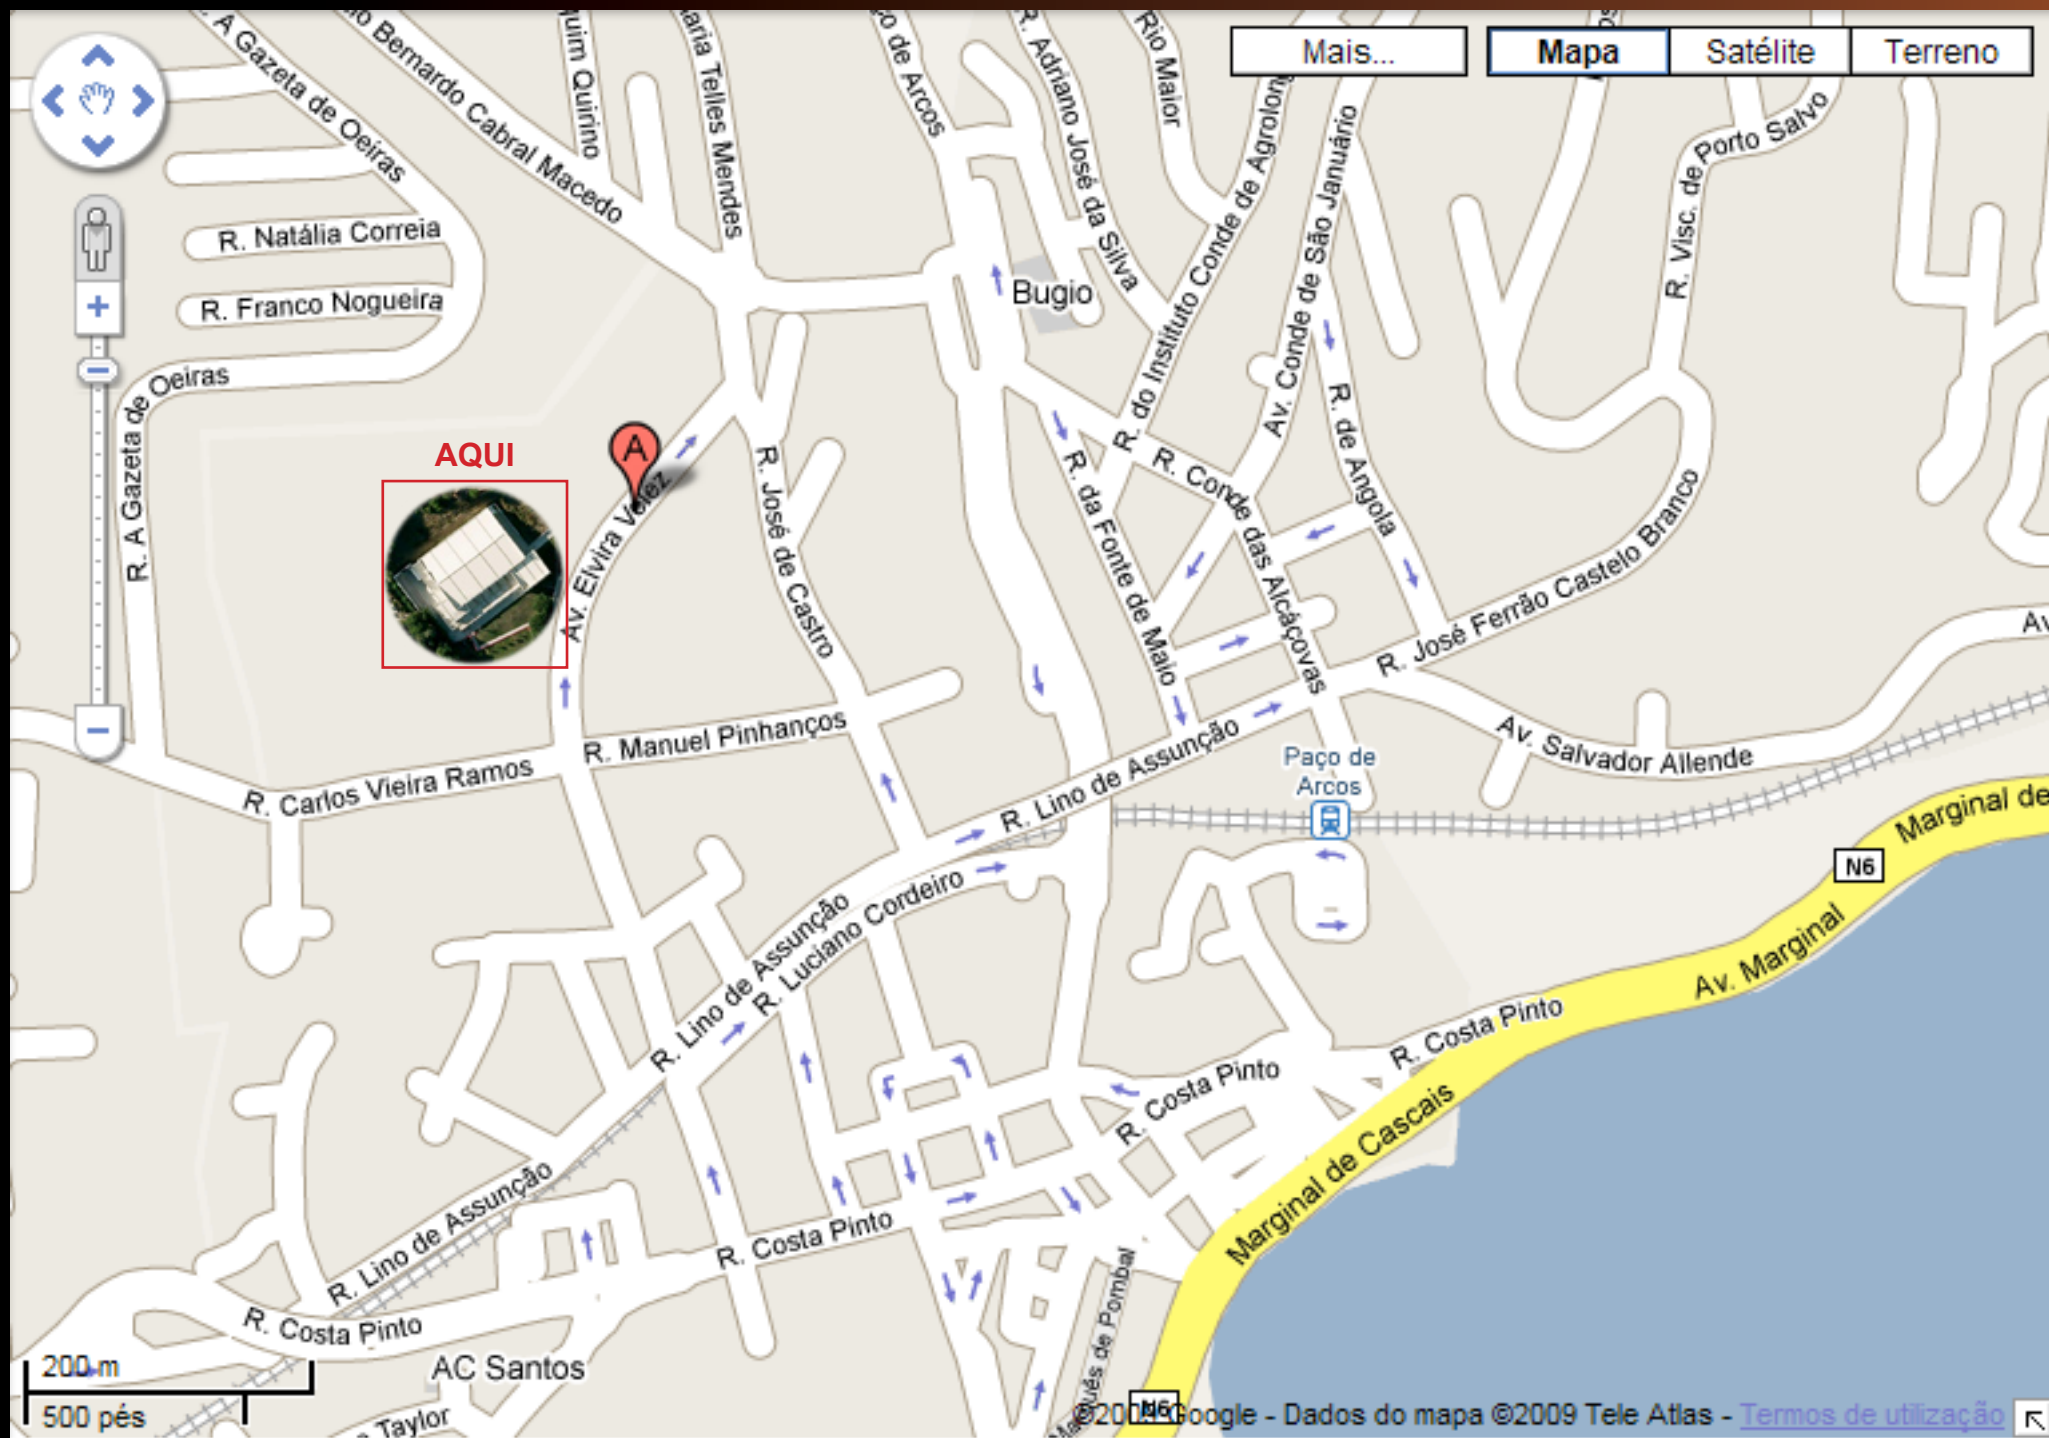 Mais...
Mapa
Satélite
Terreno
A Gazeta de Oeiras
Bernardo Cabral Macedo
Quirino
Telles Mendes
de Arcos
R. Adriano José da Silva
Rio Maior
R. do Instituto Conde de Agrolong
Av. Conde de São Januário
R. Visc. de Porto Salvo
R. Natália Correia
R. Franco Nogueira
Bugio
R. A Gazeta de Oeiras
AQUI
A
Av. Elvira Velez
R. José de Castro
R. da Fonte de Maio
R. Conde das Alcáçovas
R. de Angola
R. José Ferrão Castelo Branco
Av
R. Manuel Pinhanços
R. Carlos Vieira Ramos
R. Lino de Assunção
Paço de
Arcos
Av. Salvador Allende
Marginal de
N6
Av. Marginal
R. Lino de Assunção
R. Luciano Cordeiro
R. Costa Pinto
R. Costa Pinto
Marginal de Cascais
R. Lino de Assunção
R. Costa Pinto
R. Costa Pinto
de Pombal
AC Santos
Taylor
200 m
500 pés
N6
©2009 Google - Dados do mapa ©2009 Tele Atlas - Termos de utilização